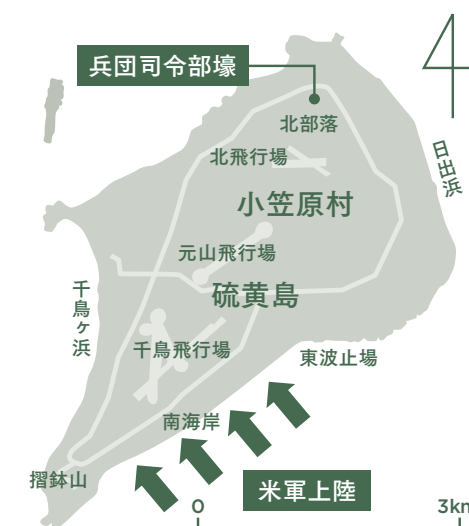 兵団司令部壕
北部落
日出浜
北飛行場
小笠原村
元山飛行場
硫黄島
千鳥ヶ浜
千鳥飛行場
東波止場
南海岸
摺鉢山
米軍上陸
0
3km